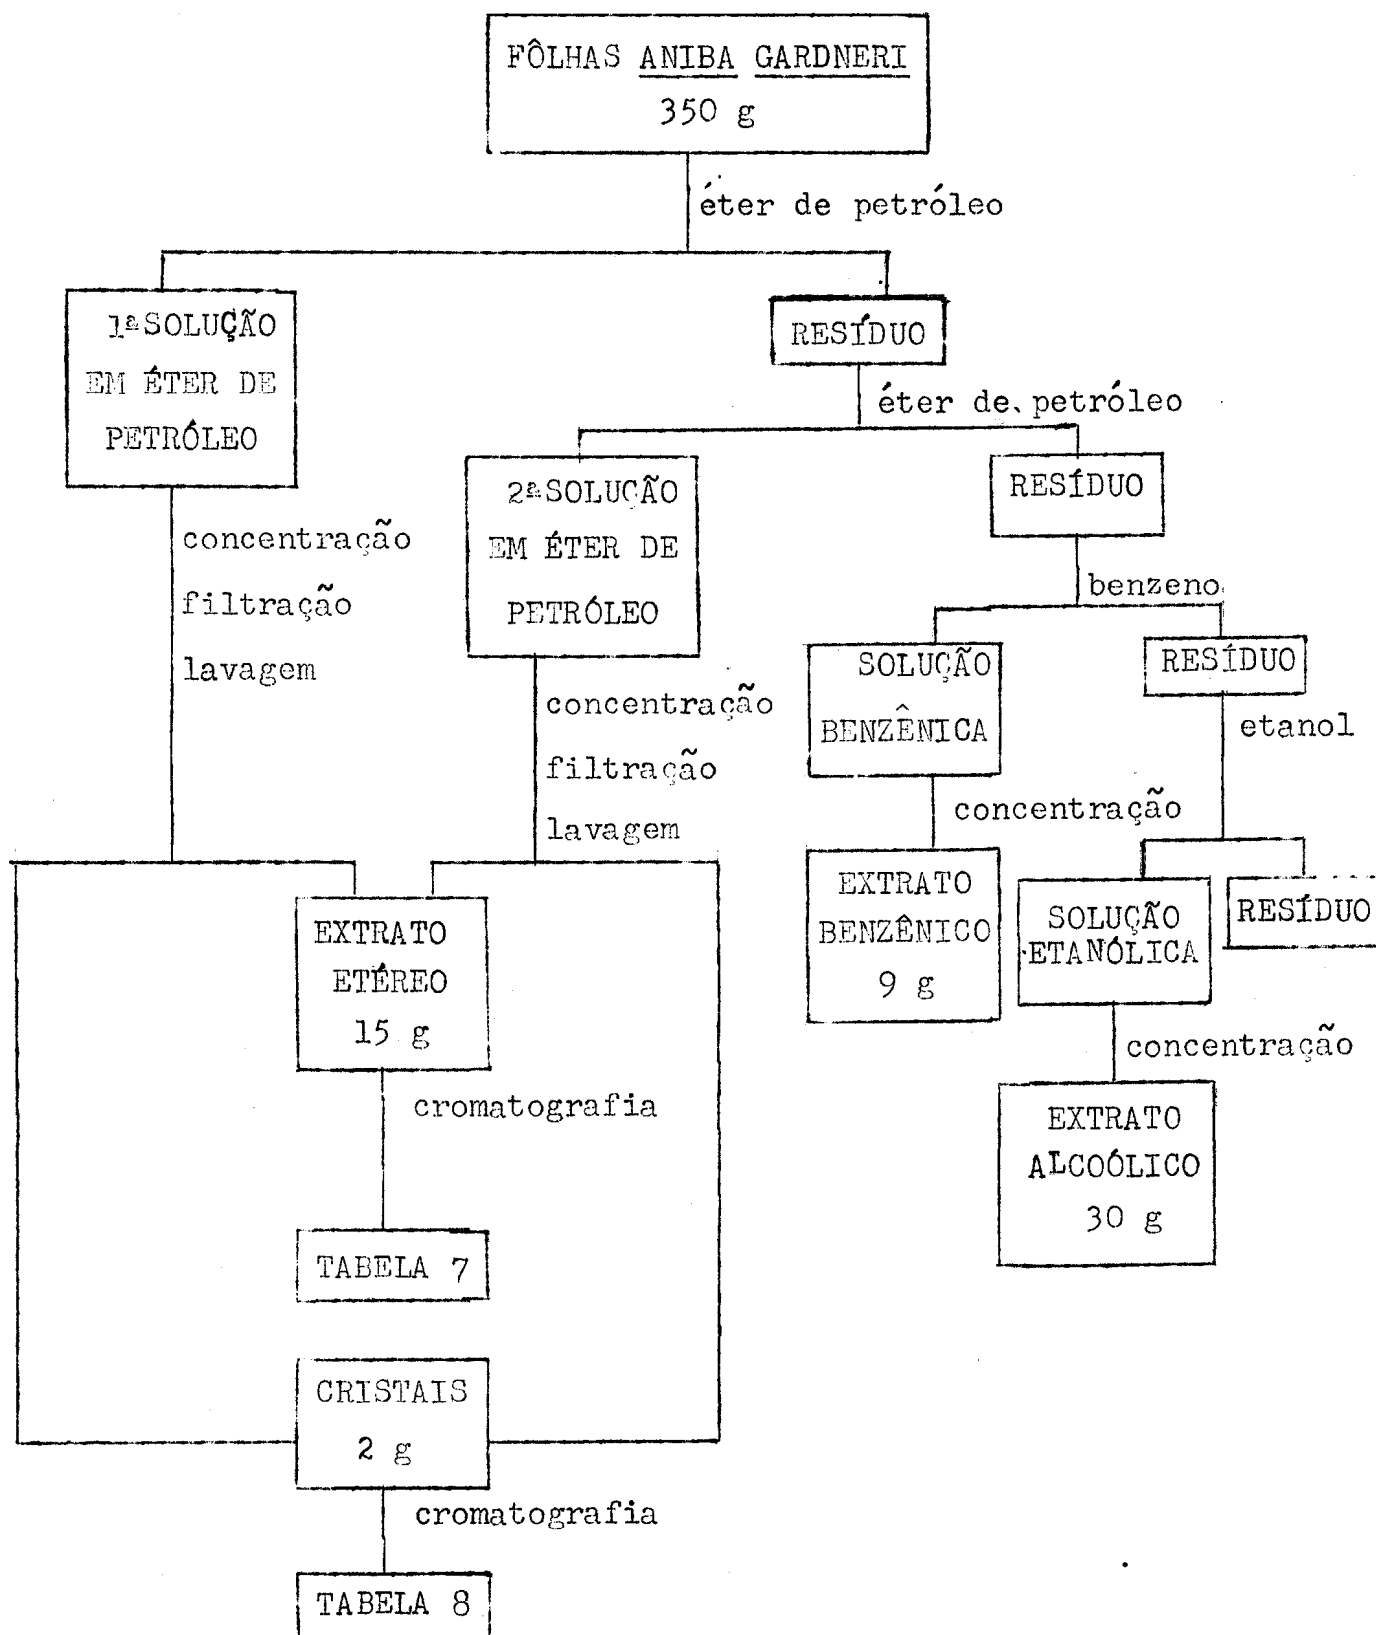 FÔLHAS ANIBA GARDNERI
350 g
éter de petróleo
1ª SOLUÇÃO
EM ÉTER DE
PETRÓLEO
RESÍDUO
éter de petróleo
concentração
filtração
lavagem
2ª SOLUÇÃO
EM ÉTER DE
PETRÓLEO
RESÍDUO
benzeno
concentração
filtração
lavagem
SOLUÇÃO
BENZÊNICA
RESÍDUO
etanol
concentração
EXTRATO
ETÉREO
15 g
EXTRATO
BENZÊNICO
9 g
SOLUÇÃO
ETANÓLICA
RESÍDUO
concentração
cromatografia
EXTRATO
ALCOÓLICO
30 g
TABELA 7
CRISTAIS
2 g
cromatografia
TABELA 8